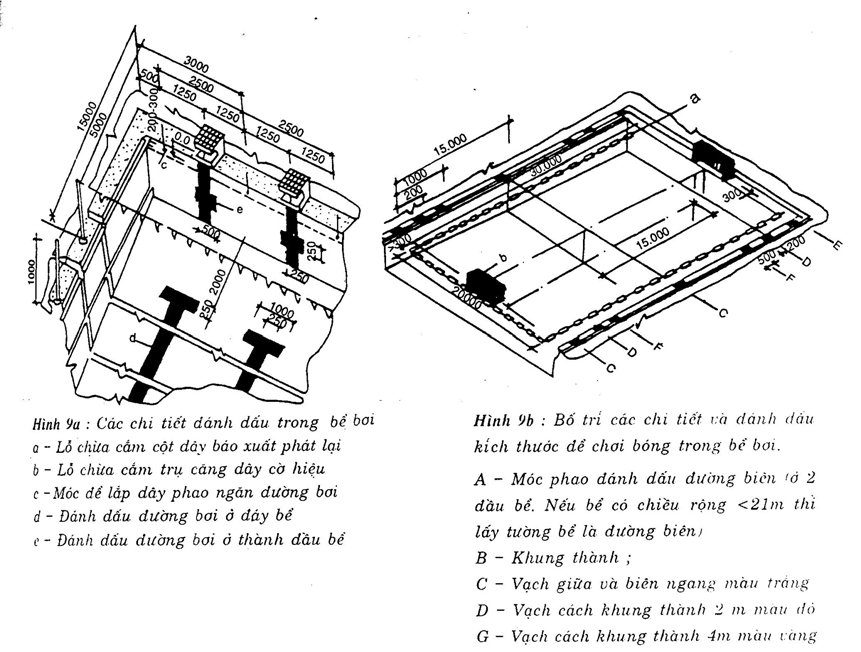 3000
2500
500
1250
2500
1250
1250
1250
15000
5000
200-300
0.0
c
e
500
250
250
1000
2000
250
1000
250
d
Hình 9a : Các chi tiết đánh dấu trong bể bơi
a - Lỗ chừa cắm cột dây báo xuất phát lại
b - Lỗ chừa cắm trụ căng dây cờ hiệu
c - Móc để lắp dây phao ngăn đường bơi
d - Đánh dấu đường bơi ở đáy bể
e - Đánh dấu đường bơi ở thành đầu bể
a
15.000
1000
200
30.000
300
300
b
15.000
20000
500
1200
E
D
F
C
F
D
C
Hình 9b : Bố trí các chi tiết và đánh dấu
kích thước để chơi bóng trong bể bơi.
A - Móc phao đánh dấu đường biên (ở 2
đầu bể. Nếu bể có chiều rộng <21m thì
lấy tường bể là đường biên)
B - Khung thành ;
C - Vạch giữa và biên ngang màu trắng
D - Vạch cách khung thành 2 m màu đỏ
G - Vạch cách khung thành 4m màu vàng